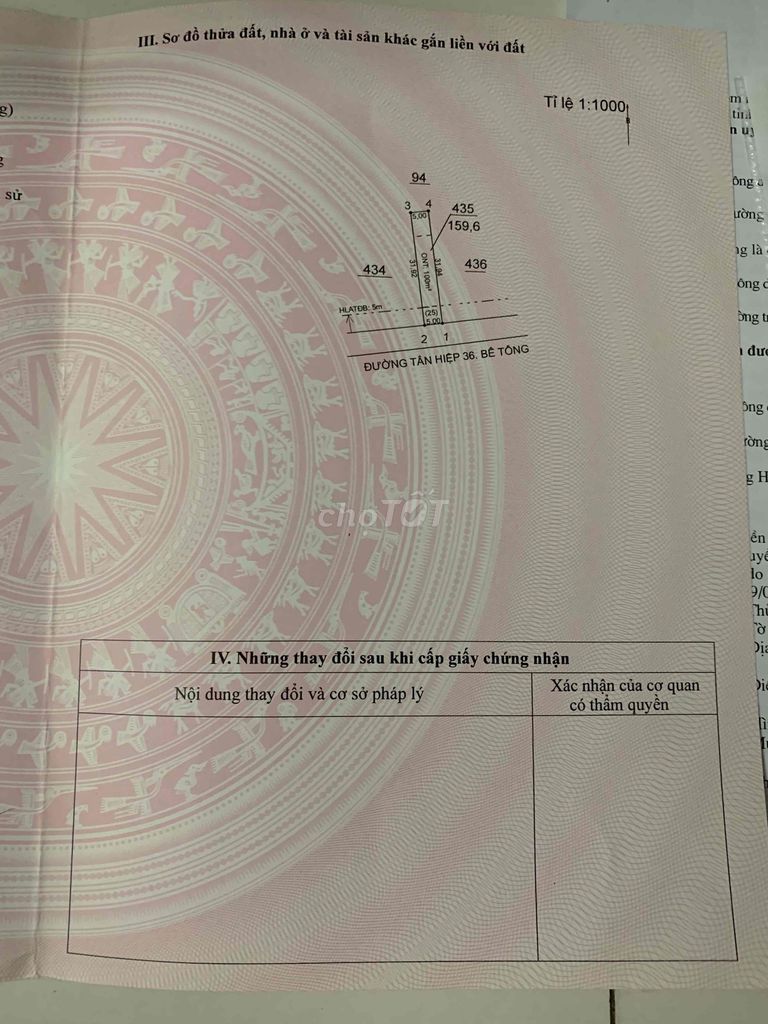 III. Sơ đồ thửa đất, nhà ở và tài sản khác gắn liền với đất
Tỉ lệ 1:1000
g)
sử
94
3 4
5,00
435
159,6
31,92
ONT: 100m²
31,94
434
436
HLATĐB: 5m
(25)
5,00
2 1
ĐƯỜNG TÂN HIỆP 36. BÊ TÔNG
choTỐT
IV. Những thay đổi sau khi cấp giấy chứng nhận
Nội dung thay đổi và cơ sở pháp lý
Xác nhận của cơ quan
có thẩm quyền